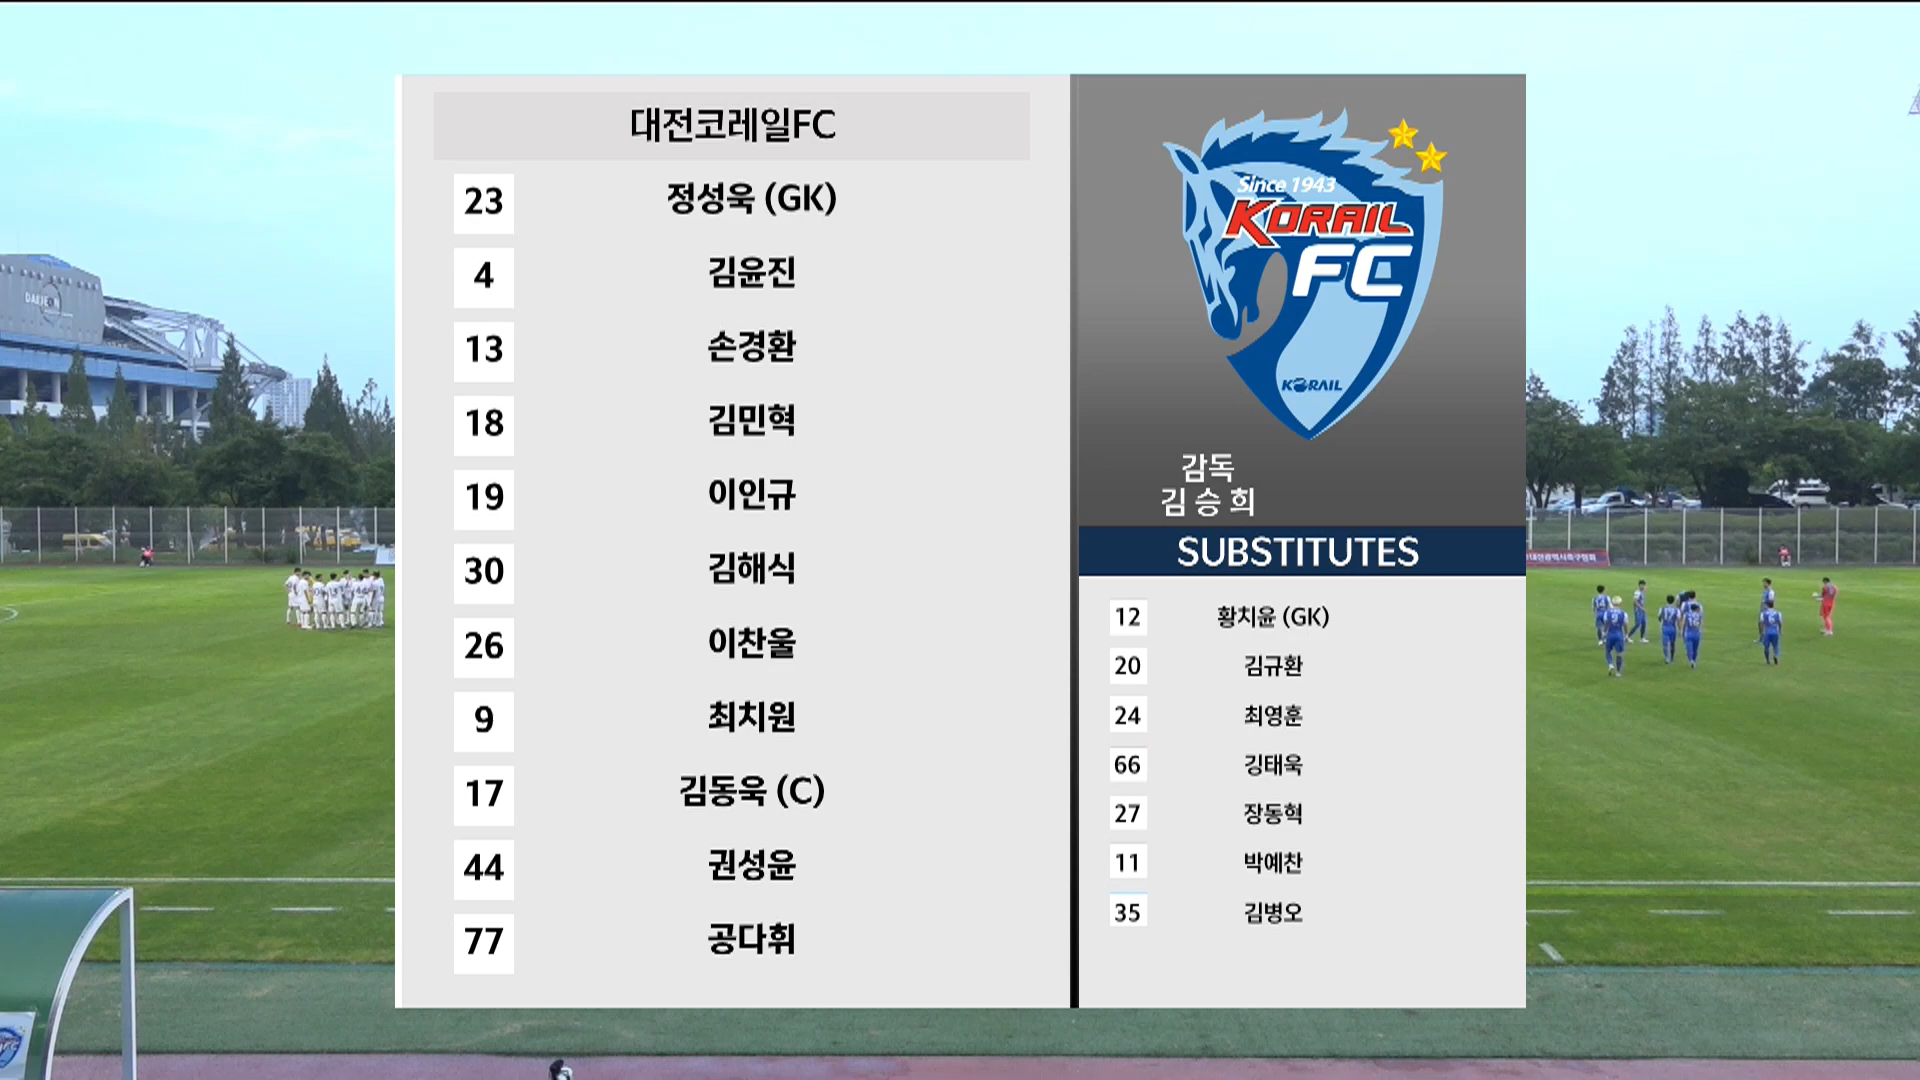 대전코레일FC
23 정성욱 (GK)
4 김윤진
13 손경환
18 김민혁
19 이인규
30 김해식
26 이찬울
9 최치원
17 김동욱 (C)
44 권성윤
77 공다휘
Since 1943
KORAIL
FC
KORAIL
감독
김 승 희
SUBSTITUTES
12 황치윤 (GK)
20 김규환
24 최영훈
66 깅태욱
27 장동혁
11 박예찬
35 김병오